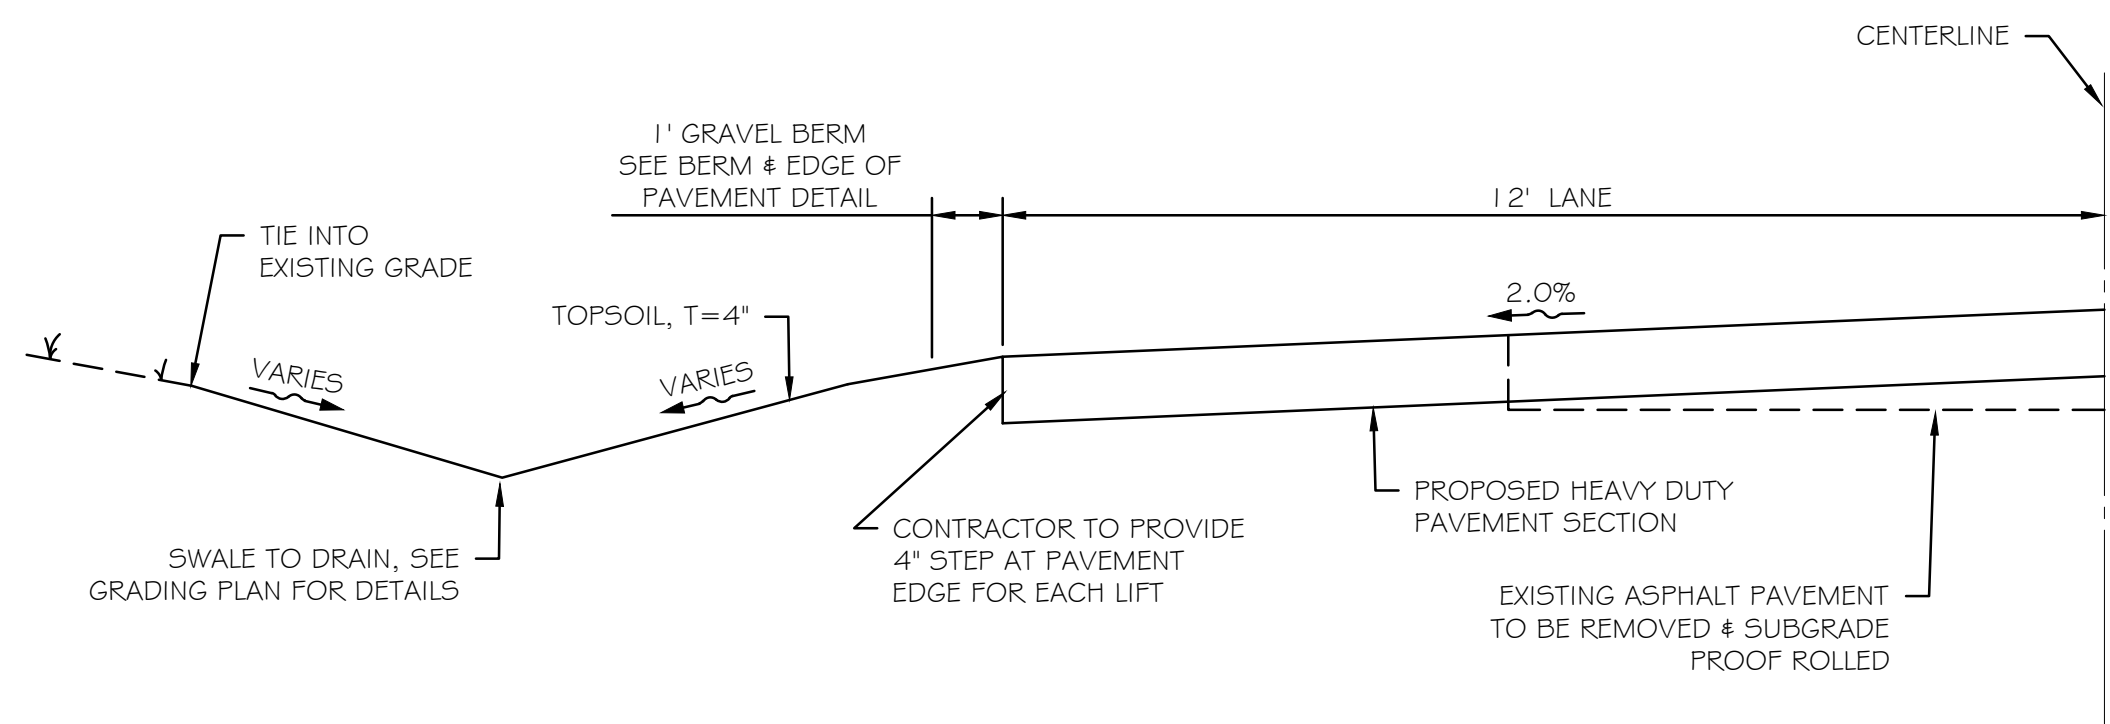 CENTERLINE
1' GRAVEL BERM
SEE BERM & EDGE OF
PAVEMENT DETAIL
12' LANE
TIE INTO
EXISTING GRADE
2.0%
TOPSOIL, T=4"
VARIES
VARIES
PROPOSED HEAVY DUTY
PAVEMENT SECTION
CONTRACTOR TO PROVIDE
4" STEP AT PAVEMENT
EDGE FOR EACH LIFT
SWALE TO DRAIN, SEE
GRADING PLAN FOR DETAILS
EXISTING ASPHALT PAVEMENT
TO BE REMOVED & SUBGRADE
PROOF ROLLED